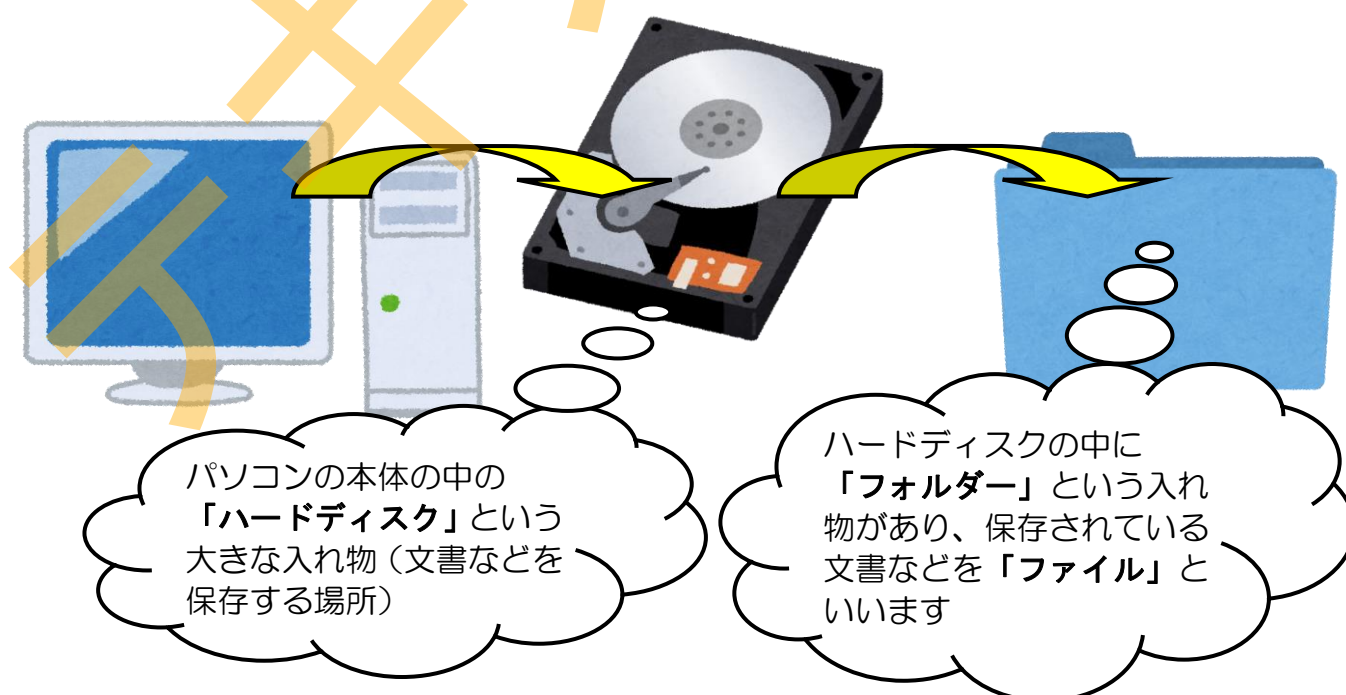 パソコンの本体の中の
「ハードディスク」という
大きな入れ物（文書などを
保存する場所）
ハードディスクの中に
「フォルダー」という入れ
物があり、保存されている
文書などを「ファイル」と
いいます